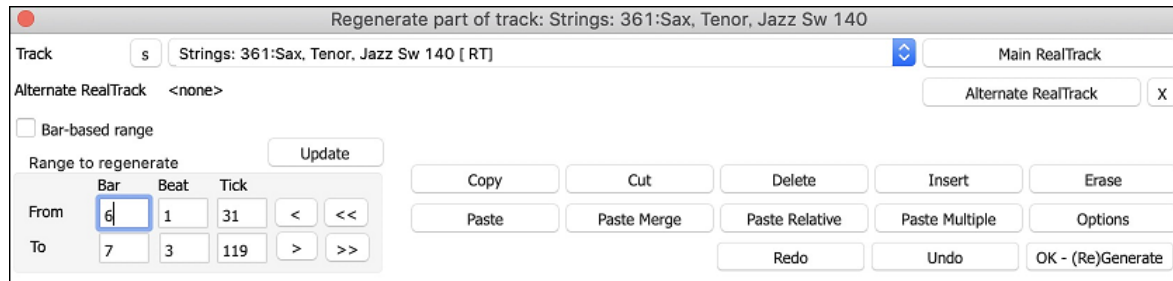 Regenerate part of track: Strings: 361:Sax, Tenor, Jazz Sw 140
Track s Strings: 361:Sax, Tenor, Jazz Sw 140 [ RT] Main RealTrack
Alternate RealTrack <none> Alternate RealTrack X
Bar-based range
Range to regenerate Update
Bar Beat Tick Copy Cut Delete Insert Erase
From 6 1 31 < << Paste Paste Merge Paste Relative Paste Multiple Options
To 7 3 119 > >> Redo Undo OK - (Re)Generate